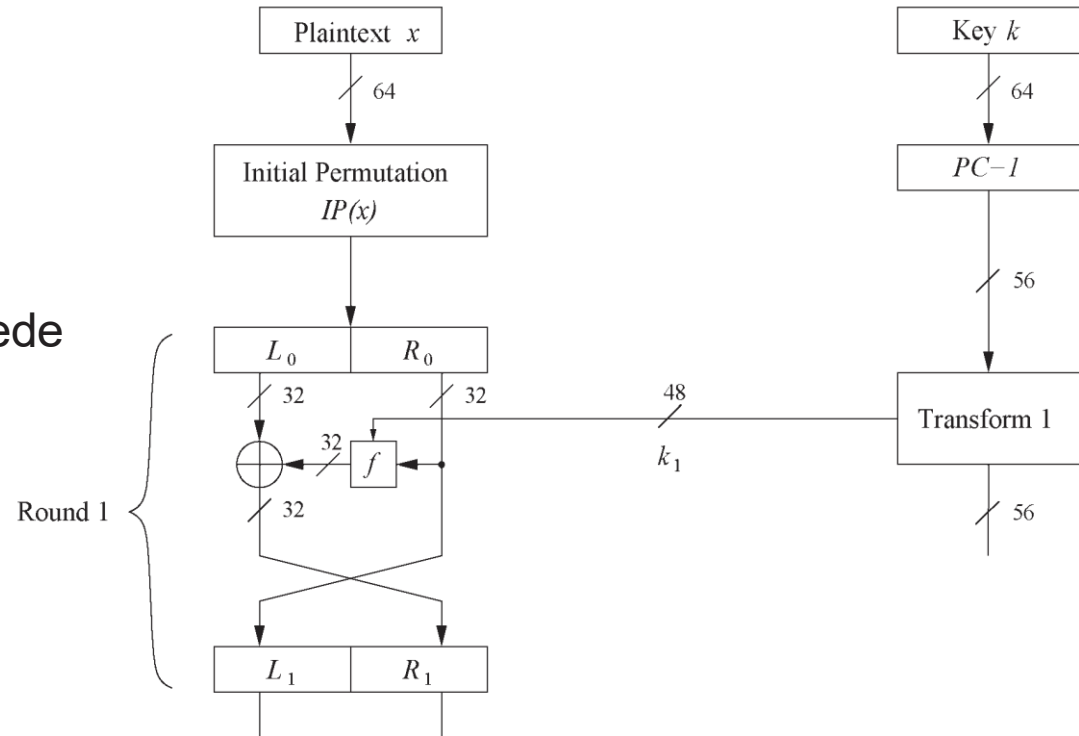 Plaintext x
Key k
64
64
Initial Permutation
IP(x)
PC−1
56
ede
L0
R0
32
32
48
Transform 1
32
f
k1
Round 1
32
56
L1
R1